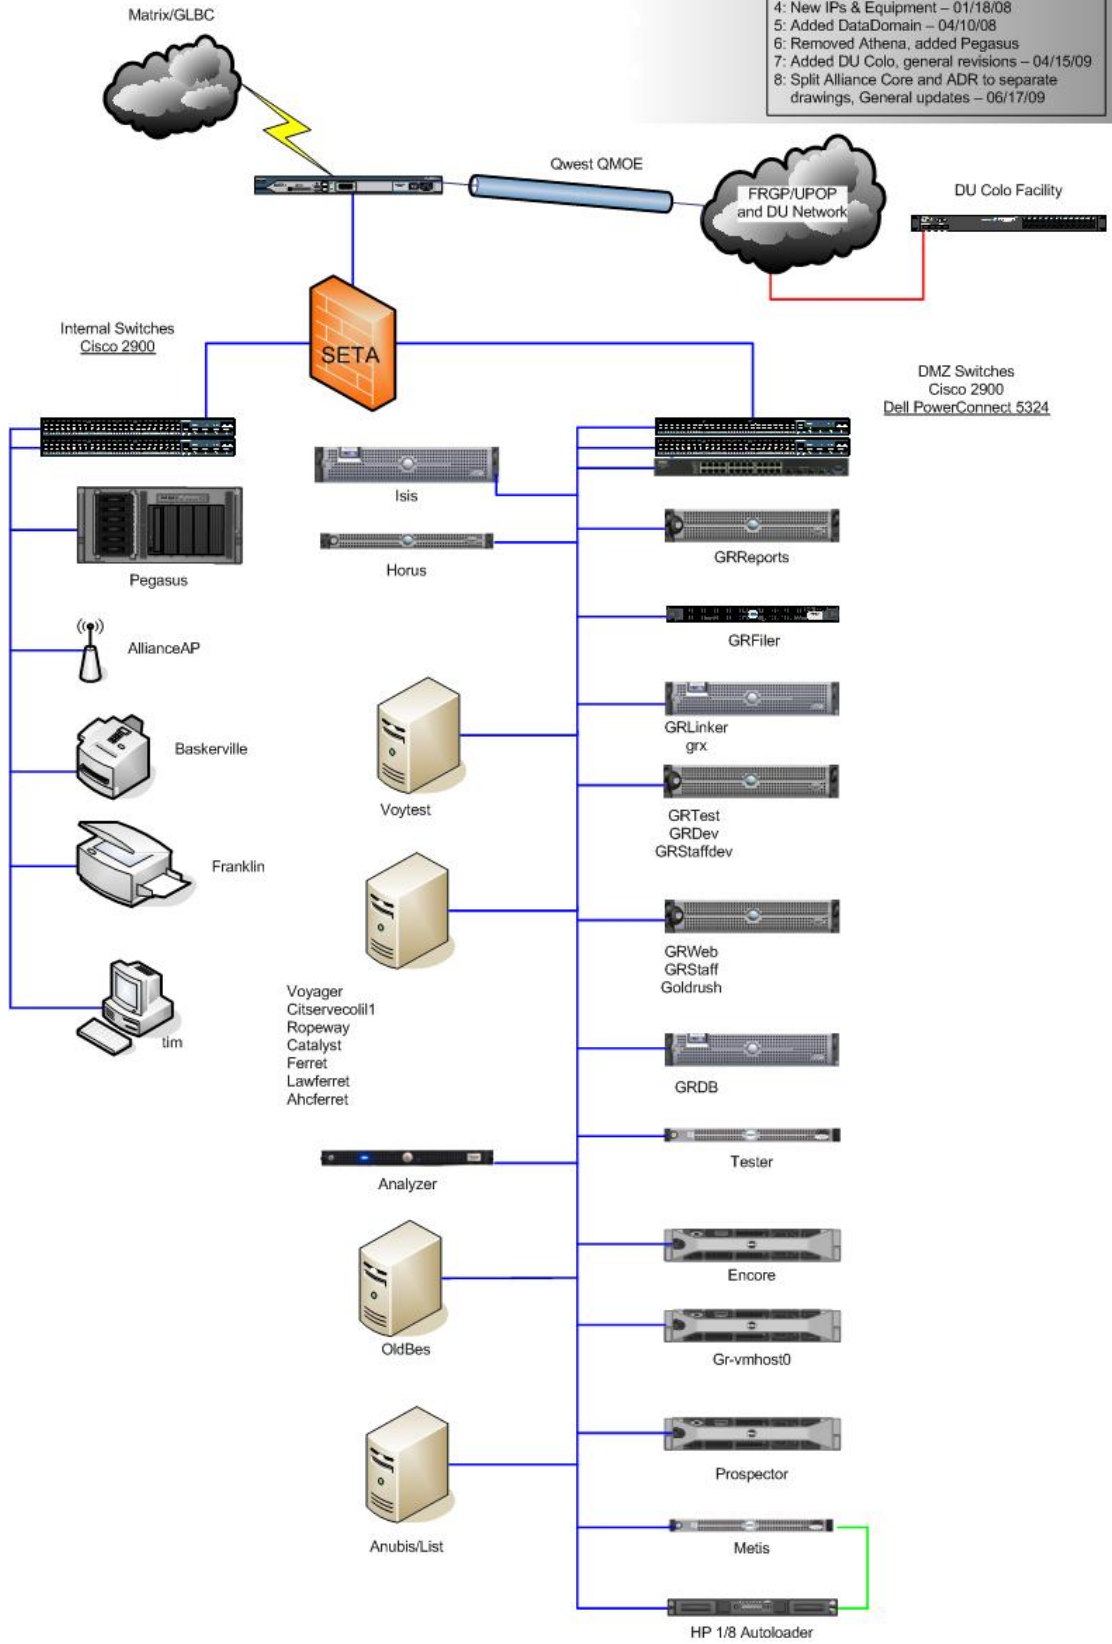 4: New IPs & Equipment – 01/18/08
5: Added DataDomain – 04/10/08
6: Removed Athena, added Pegasus
7: Added DU Colo, general revisions – 04/15/09
8: Split Alliance Core and ADR to separate
drawings, General updates – 06/17/09
Matrix/GLBC
Qwest QMOE
FRGP/UPOP
and DU Network
DU Colo Facility
Internal Switches
Cisco 2900
SETA
DMZ Switches
Cisco 2900
Dell PowerConnect 5324
Isis
Horus
Pegasus
AllianceAP
Baskerville
Franklin
tim
Voytest
Voyager
Citservecolil1
Ropeway
Catalyst
Ferret
Lawferret
Ahcferret
Analyzer
OldBes
Anubis/List
GRReports
GRFiler
GRLinker
grx
GRTest
GRDev
GRStaffdev
GRWeb
GRStaff
Goldrush
GRDB
Tester
Encore
Gr-vmhost0
Prospector
Metis
HP 1/8 Autoloader